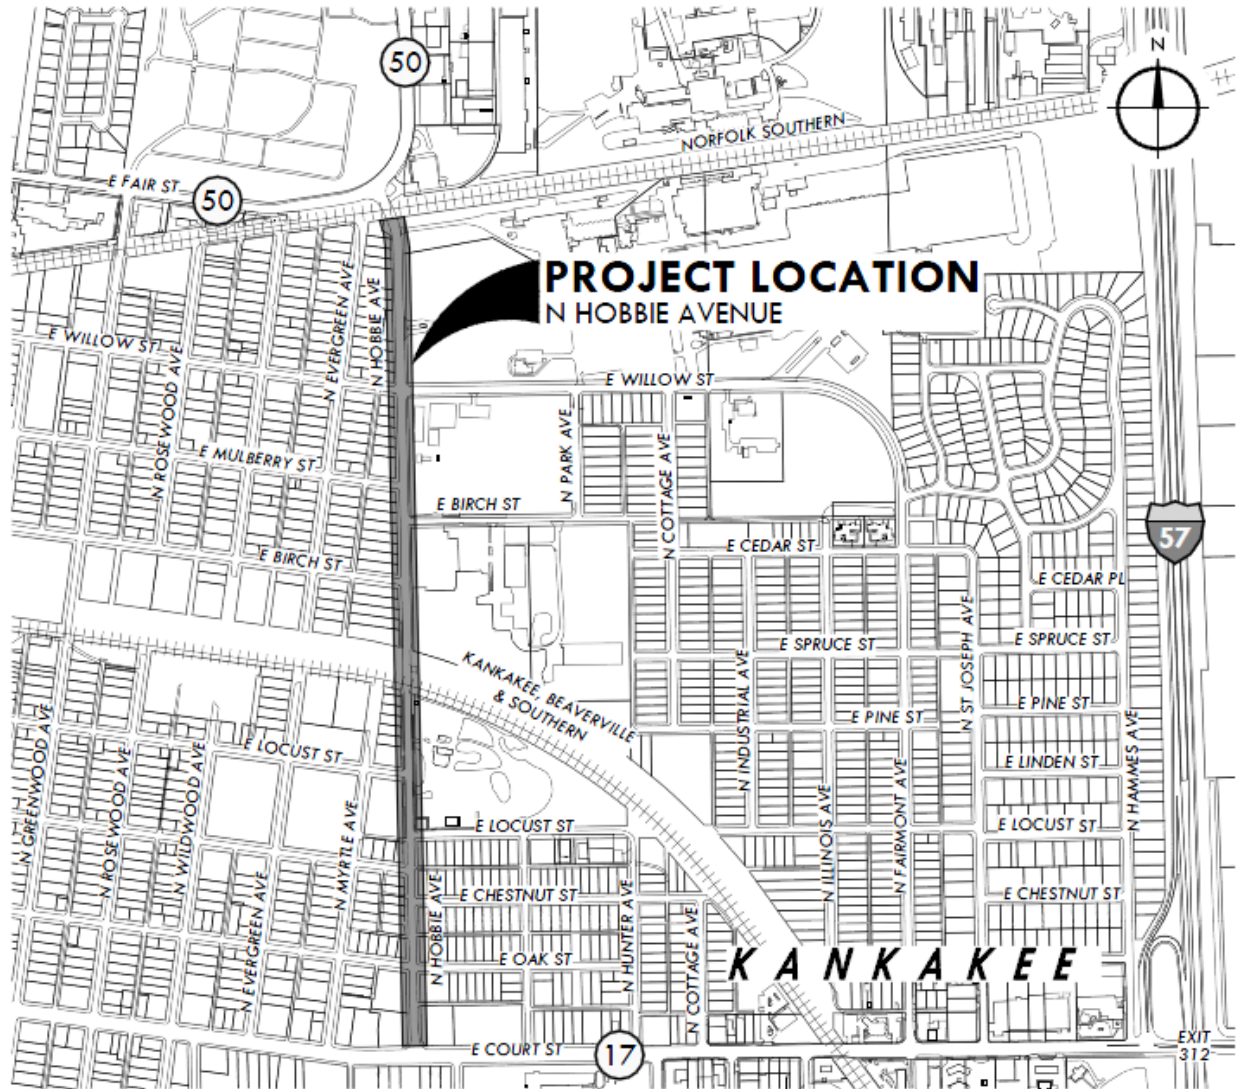 50
N
NORFOLK SOUTHERN
E FAIR ST
50
PROJECT LOCATION
N HOBBIE AVENUE
N EVERGREEN AVE
N HOBBIE AVE
E WILLOW ST
N ROSEWOOD AVE
E WILLOW ST
E MULBERRY ST
N PARK AVE
N COTTAGE AVE
E BIRCH ST
57
E CEDAR ST
E BIRCH ST
E CEDAR PL
E SPRUCE ST
E SPRUCE ST
N ST JOSEPH AVE
KANKAKEE, BEAVERVILLE
& SOUTHERN
N INDUSTRIAL AVE
E PINE ST
E PINE ST
N GREENWOOD AVE
E LOCUST ST
N ROSEWOOD AVE
N WILDWOOD AVE
E LINDEN ST
N HAMMES AVE
N MYRTLE AVE
N ILLINOIS AVE
N FAIRMONT AVE
E LOCUST ST
E LOCUST ST
N EVERGREEN AVE
N HOBBIE AVE
E CHESTNUT ST
N HUNTER AVE
E CHESTNUT ST
N COTTAGE AVE
E OAK ST
KANKAKEE
E COURT ST
17
EXIT
312